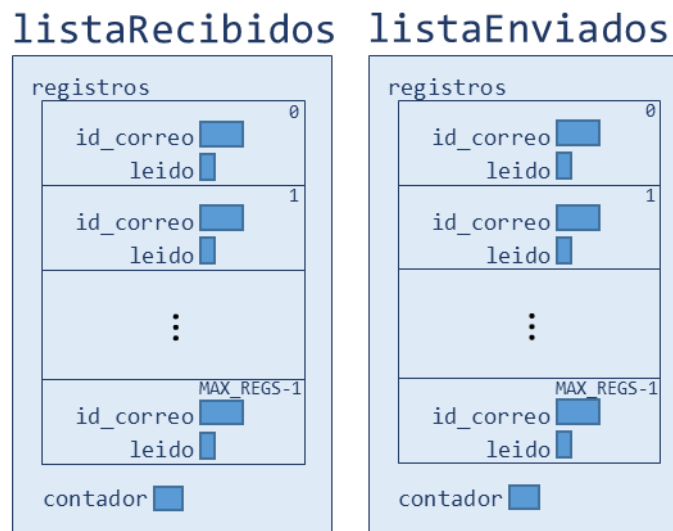 listaRecibidos
registros
0
id_correo
leido
1
id_correo
leido
MAX_REGS-1
id_correo
leido
contador
listaEnviados
registros
0
id_correo
leido
1
id_correo
leido
MAX_REGS-1
id_correo
leido
contador